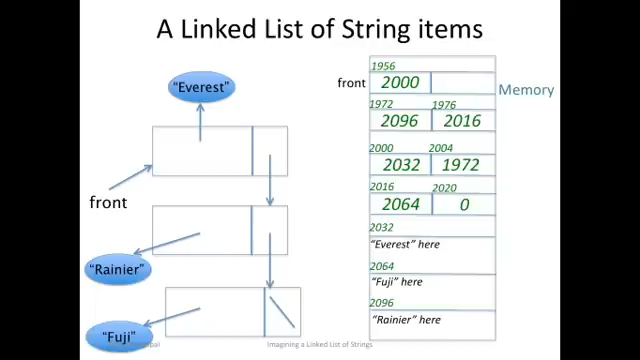 A Linked List of String items
"Everest"
front
"Rainier"
"Fuji"
Imagining a Linked List of Strings
front
Memory
1956
2000
1972 1976
2096 2016
2000 2004
2032 1972
2016 2020
2064 0
2032
"Everest" here
2064
"Fuji" here
2096
"Rainier" here